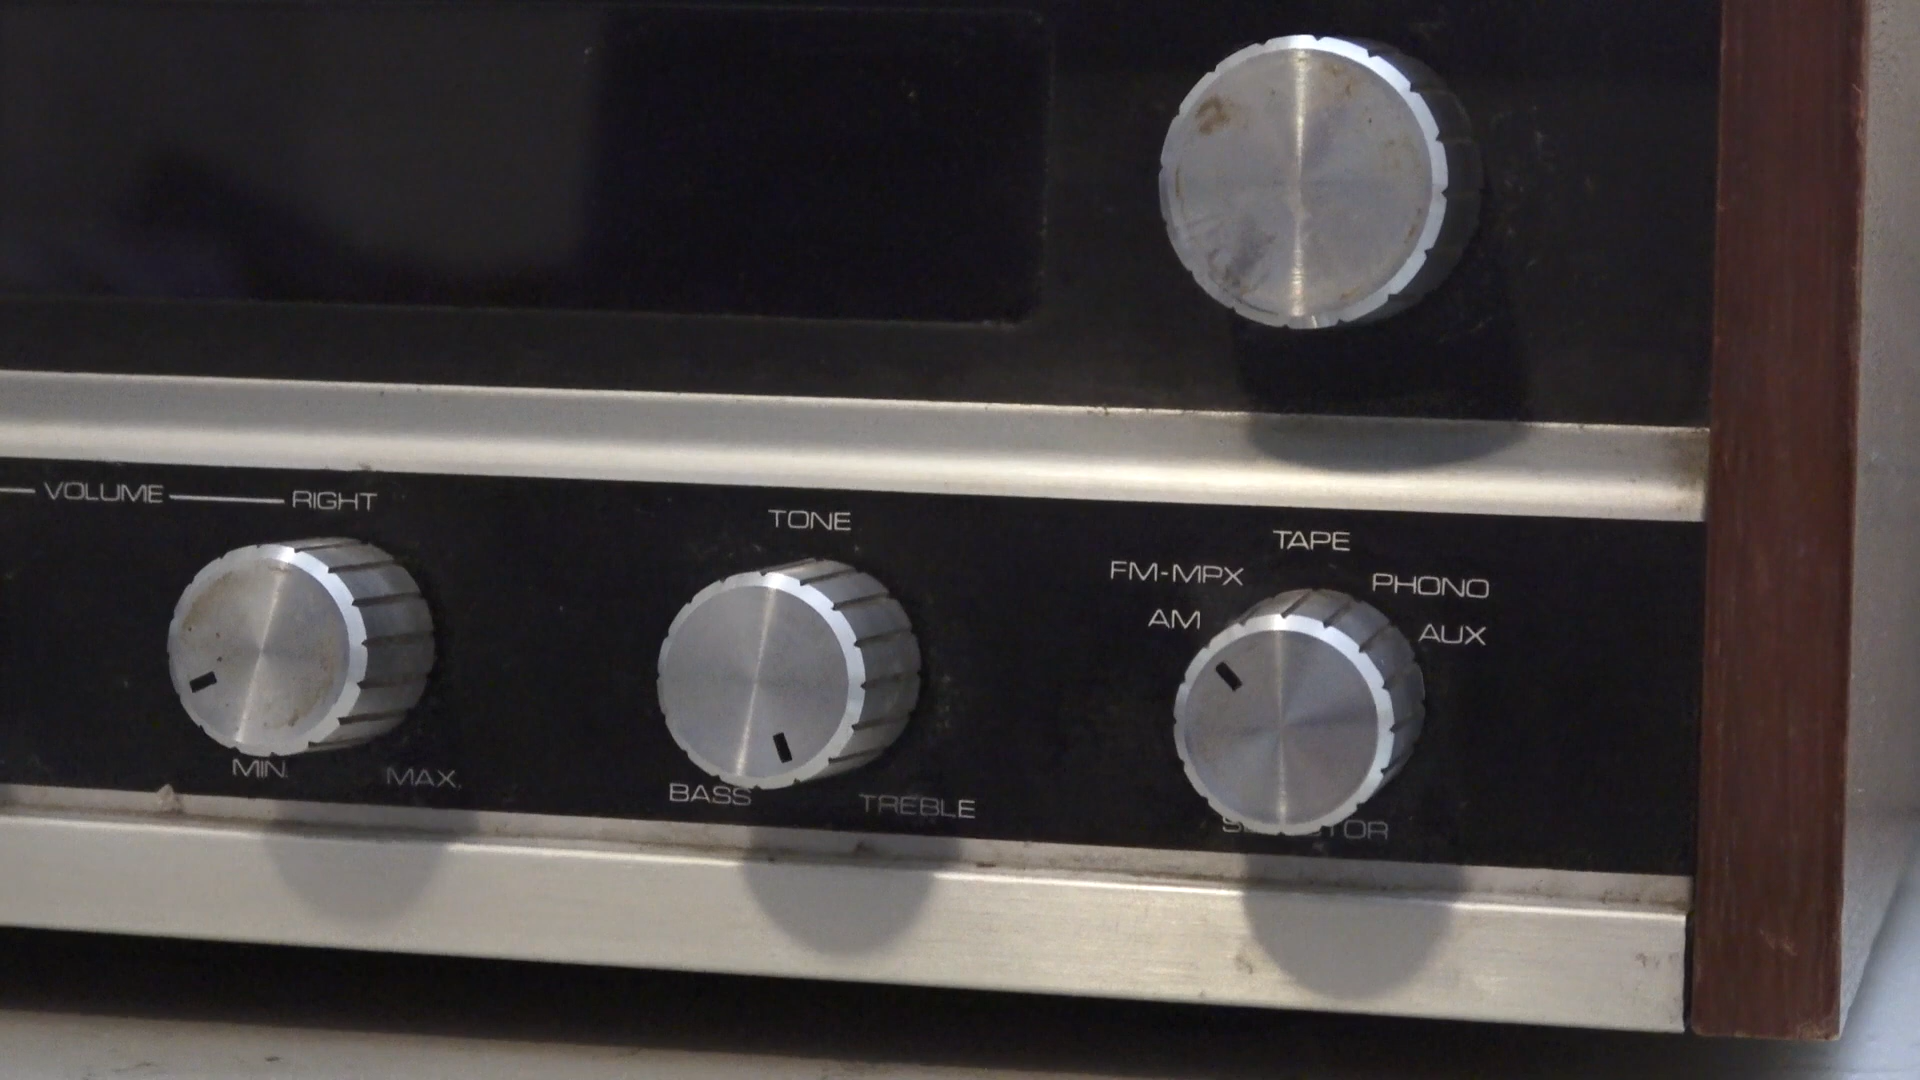 VOLUME RIGHT
TONE
TAPE
FM-MPX PHONO
AM AUX
MIN. MAX.
BASS TREBLE